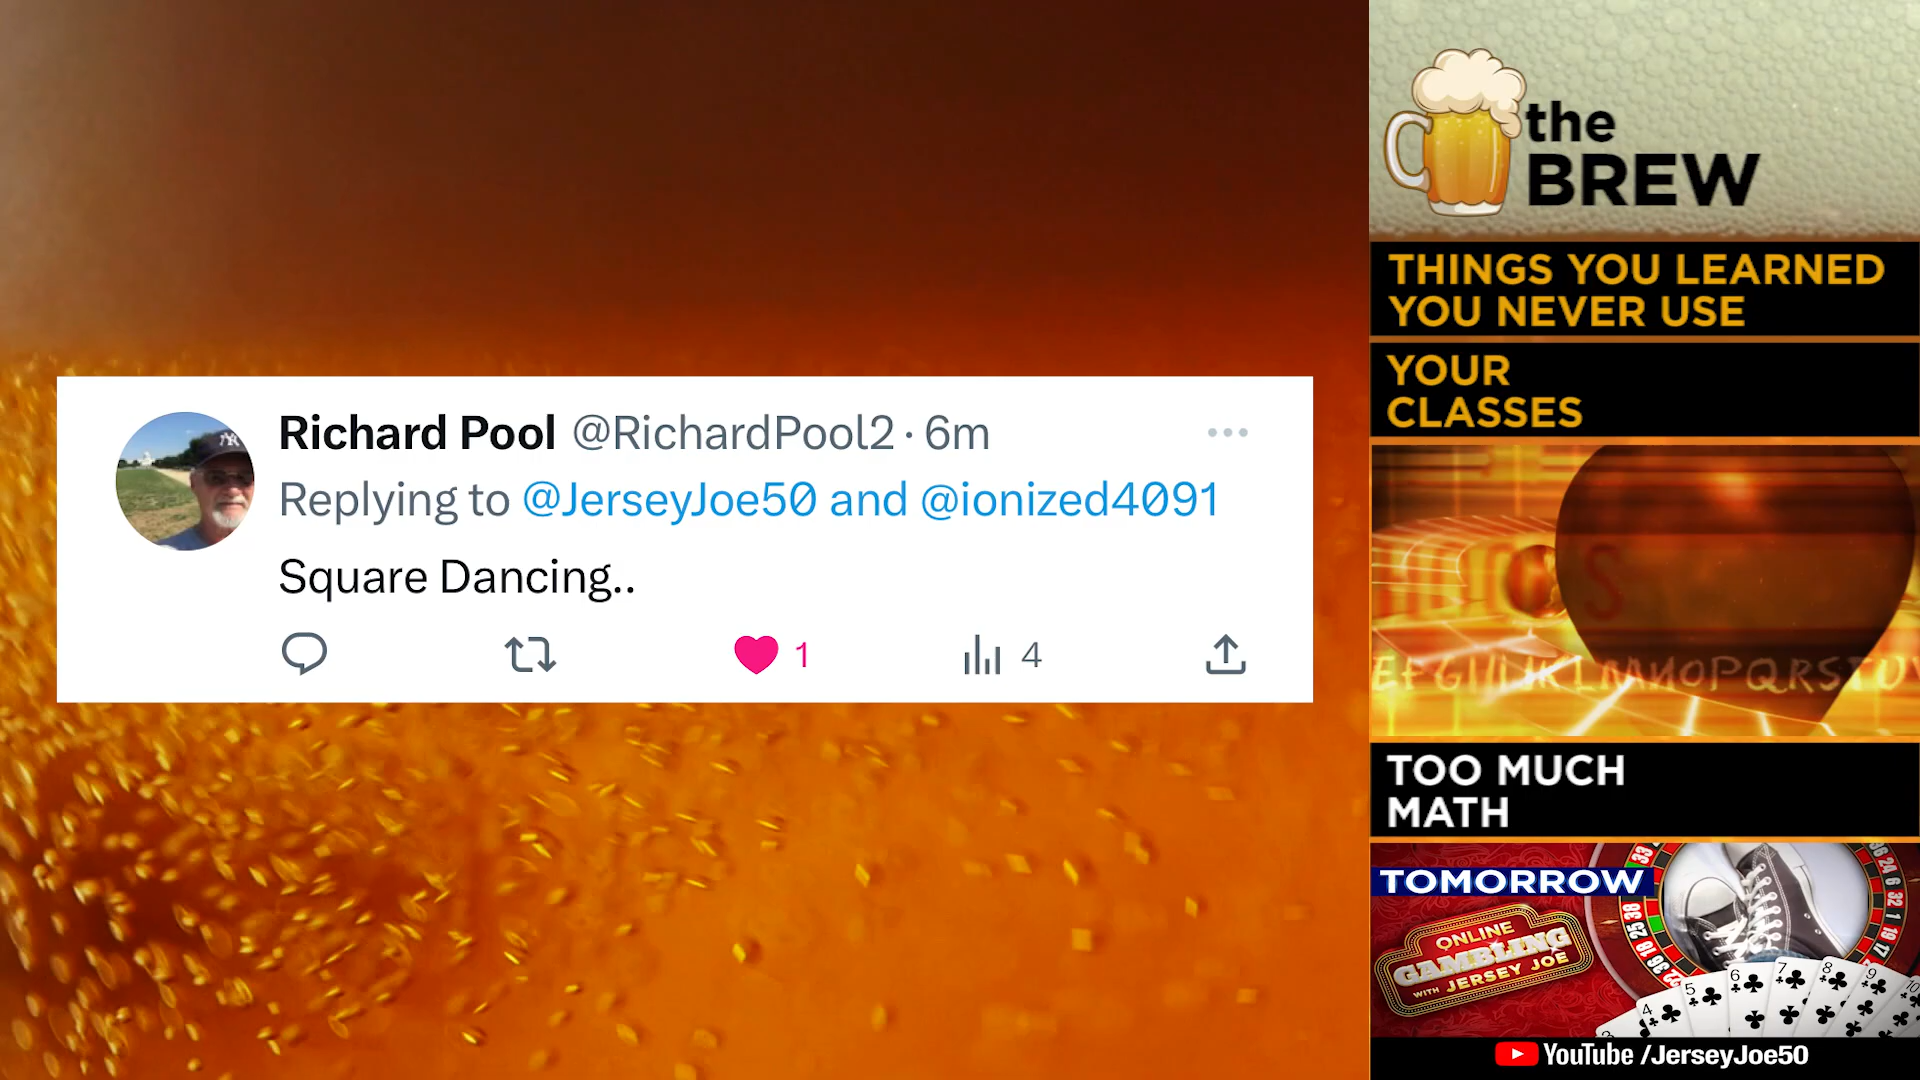 Richard Pool @RichardPool2 · 6m
Replying to @JerseyJoe50 and @ionized4091
Square Dancing..
1
4
the
BREW
THINGS YOU LEARNED
YOU NEVER USE
YOUR
CLASSES
TOO MUCH
MATH
TOMORROW
ONLINE
GAMBLING
WITH JERSEY JOE
YouTube /JerseyJoe50